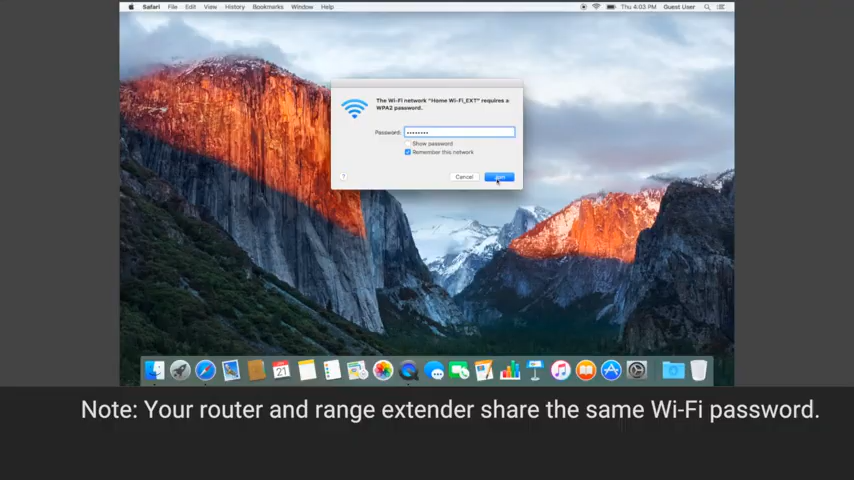 Safari File Edit View History Bookmarks Window Help Thu 4:03 PM Guest User
The Wi-Fi network "Home Wi-Fi_EXT" requires a
WPA2 password.
Password: ••••••••
Show password
Remember this network
? Cancel Join
21
Note: Your router and range extender share the same Wi-Fi password.